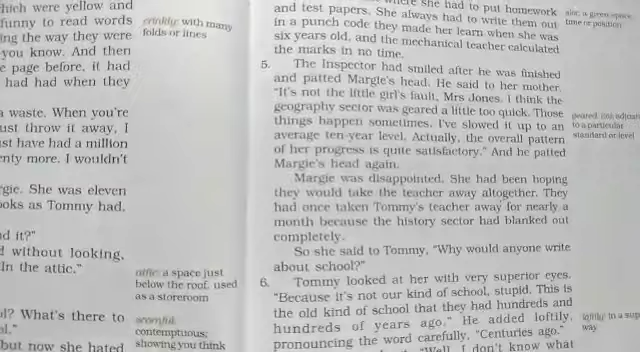 hich were yellow and
funny to read words
ing the way they were
you know. And then
e page before, it had
had had when they
a waste. When you're
ust throw it away, I
st have had a million
enty more. I wouldn't
rgie. She was eleven
oks as Tommy had.
d it?"
without looking,
In the attic."
l? What's there to
ol."
but now she hated
crinkly: with many
folds or lines
attic: a space just
below the roof, used
as a storeroom
scornful:
contemptuous;
showing you think
where she had to put homework
and test papers. She always had to write them out
in a punch code they made her learn when she was
six years old, and the mechanical teacher calculated
the marks in no time.
5. The Inspector had smiled after he was finished
and patted Margie's head. He said to her mother,
"It's not the little girl's fault, Mrs Jones. I think the
geography sector was geared a little too quick. Those
things happen sometimes. I've slowed it up to an
average ten-year level. Actually, the overall pattern
of her progress is quite satisfactory." And he patted
Margie's head again.
Margie was disappointed. She had been hoping
they would take the teacher away altogether. They
had once taken Tommy's teacher away for nearly a
month because the history sector had blanked out
completely.
So she said to Tommy, "Why would anyone write
about school?"
6. Tommy looked at her with very superior eyes.
"Because it's not our kind of school, stupid. This is
the old kind of school that they had hundreds and
hundreds of years ago." He added loftily,
pronouncing the word carefully, "Centuries ago."
"Well, I don't know what
slot: a given space,
time or position
geared
to a particular
standard or level
loftily: in a sup
way